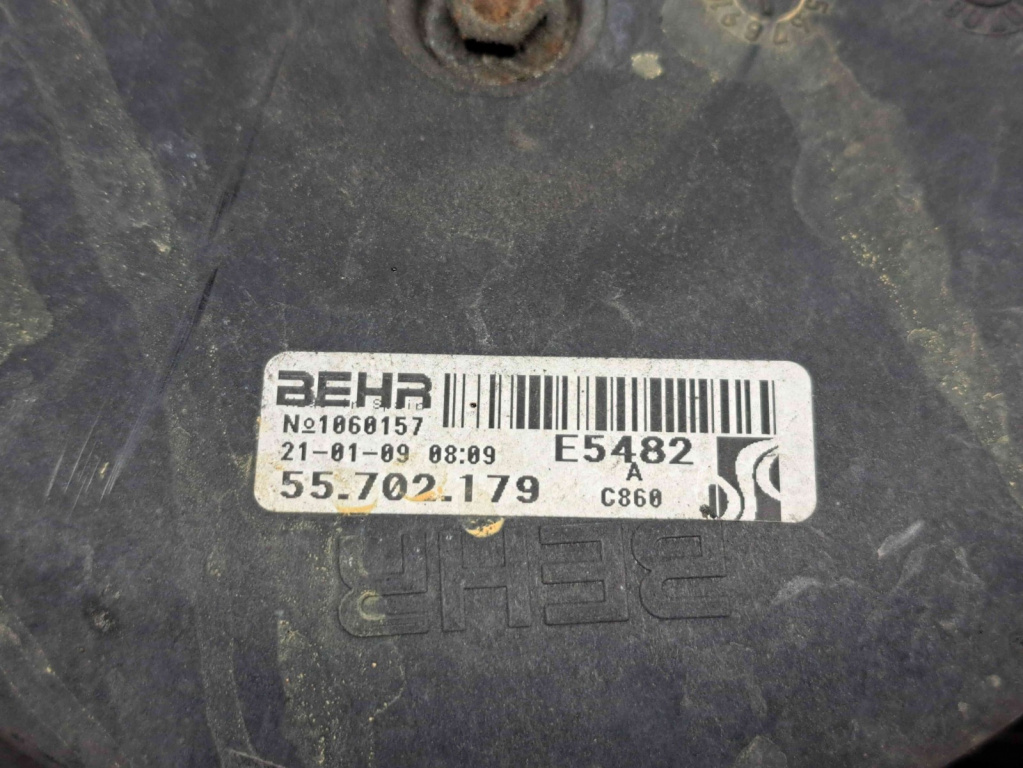 BEHR
№1060157
21-01-09 08:09
55.702.179
E5482
A
C860
BEHR